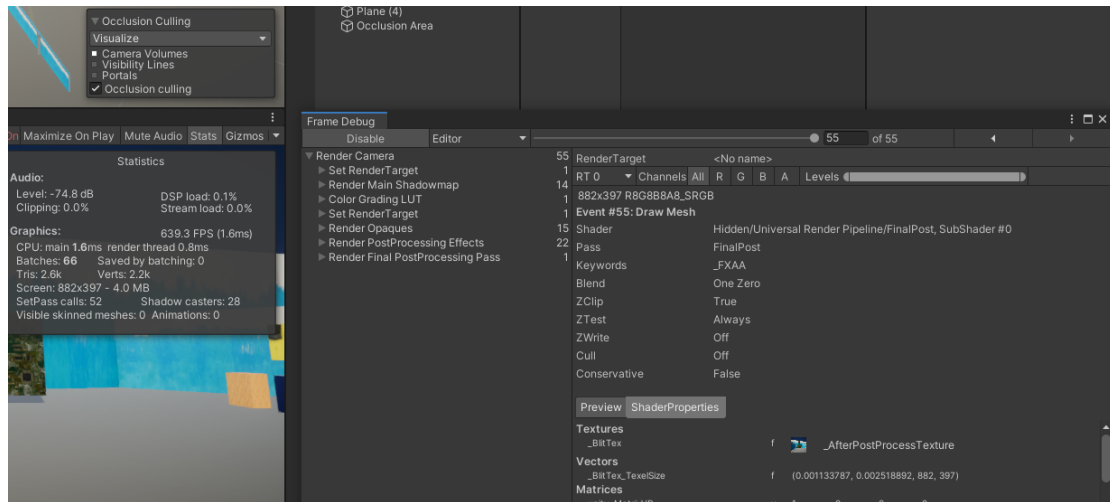 Occlusion Culling
Visualize
Camera Volumes
Visibility Lines
Portals
Occlusion culling
Plane (4)
Occlusion Area
On Maximize On Play Mute Audio Stats Gizmos
Statistics
Audio:
Level: -74.8 dB DSP load: 0.1%
Clipping: 0.0% Stream load: 0.0%
Graphics: 639.3 FPS (1.6ms)
CPU: main 1.6ms render thread 0.8ms
Batches: 66 Saved by batching: 0
Tris: 2.6k Verts: 2.2k
Screen: 882x397 - 4.0 MB
SetPass calls: 52 Shadow casters: 28
Visible skinned meshes: 0 Animations: 0
Frame Debug
Disable Editor 55 of 55
Render Camera 55
Set RenderTarget 1
Render Main Shadowmap 14
Color Grading LUT 1
Set RenderTarget 1
Render Opaques 15
Render PostProcessing Effects 22
Render Final PostProcessing Pass 1
RenderTarget <No name>
RT 0 Channels All R G B A Levels
882x397 R8G8B8A8_SRGB
Event #55: Draw Mesh
Shader Hidden/Universal Render Pipeline/FinalPost, SubShader #0
Pass FinalPost
Keywords _FXAA
Blend One Zero
ZClip True
ZTest Always
ZWrite Off
Cull Off
Conservative False
Preview ShaderProperties
Textures
_BlitTex f _AfterPostProcessTexture
Vectors
_BlitTex_TexelSize f (0.001133787, 0.002518892, 882, 397)
Matrices